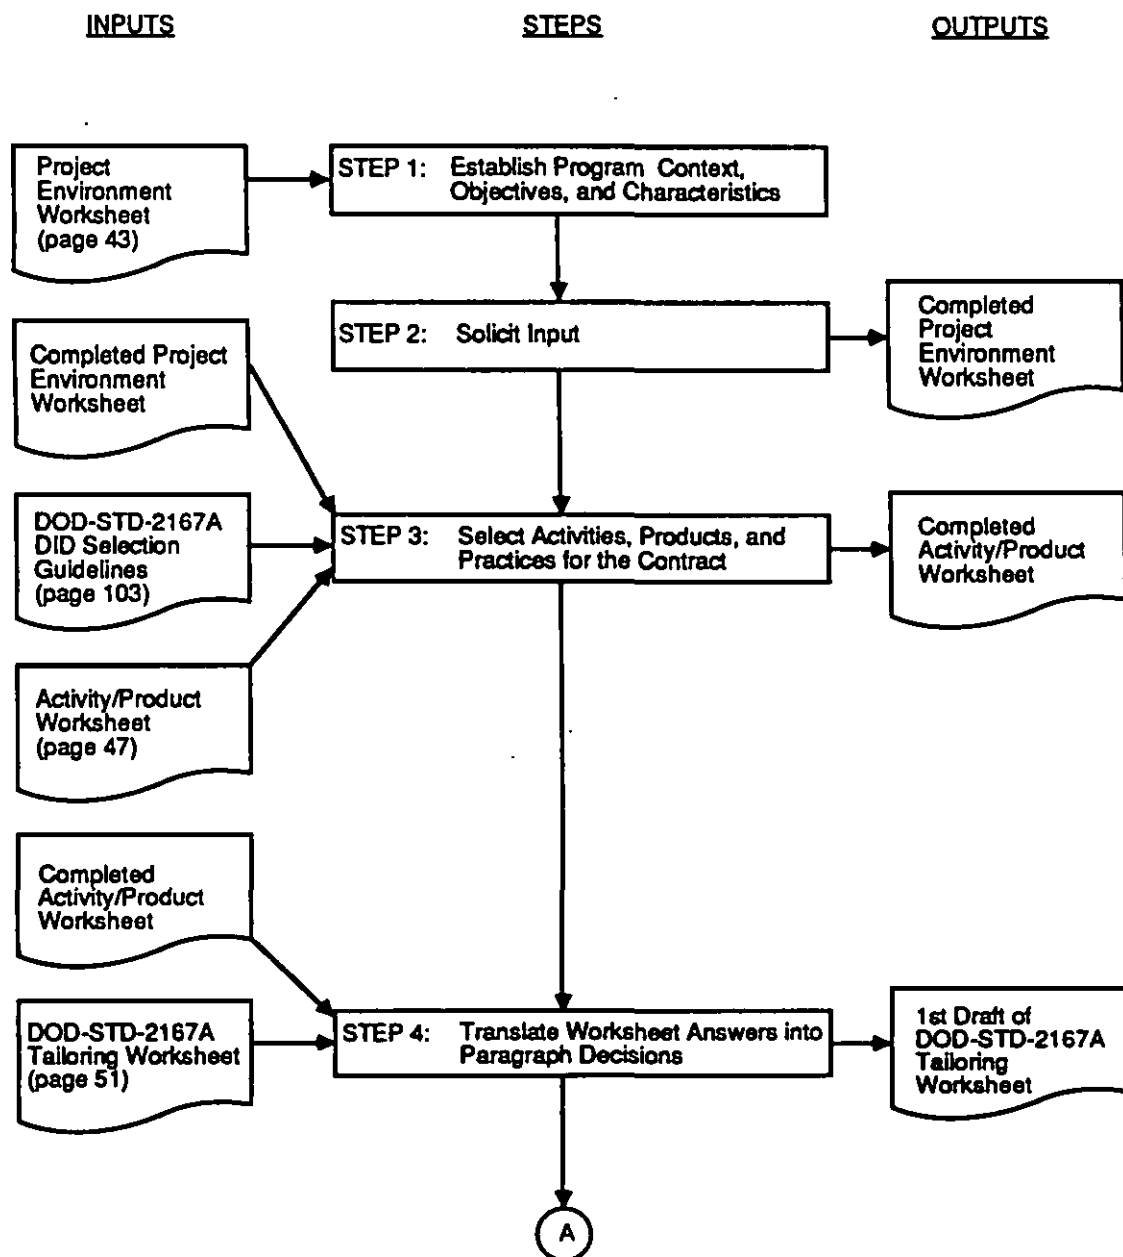 INPUTS
STEPS
OUTPUTS
Project
Environment
Worksheet
(page 43)
STEP 1: Establish Program Context,
Objectives, and Characteristics
STEP 2: Solicit Input
Completed
Project
Environment
Worksheet
Completed Project
Environment
Worksheet
DOD-STD-2167A
DID Selection
Guidelines
(page 103)
STEP 3: Select Activities, Products, and
Practices for the Contract
Completed
Activity/Product
Worksheet
Activity/Product
Worksheet
(page 47)
Completed
Activity/Product
Worksheet
DOD-STD-2167A
Tailoring Worksheet
(page 51)
STEP 4: Translate Worksheet Answers into
Paragraph Decisions
1st Draft of
DOD-STD-2167A
Tailoring
Worksheet
A